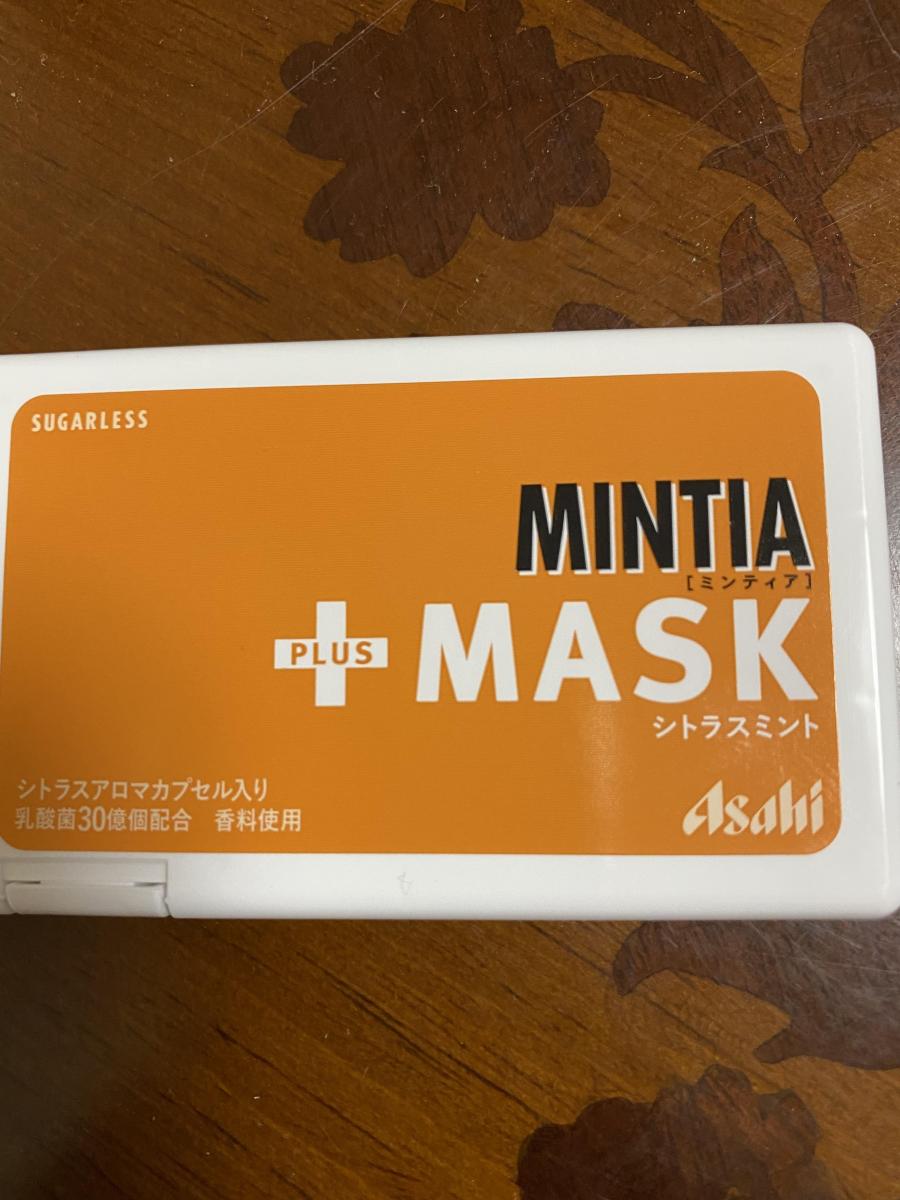 SUGARLESS
MINTIA
[ミンティア]
PLUS MASK
シトラスミント
シトラスアロマカプセル入り
乳酸菌30億個配合 香料使用
Asahi